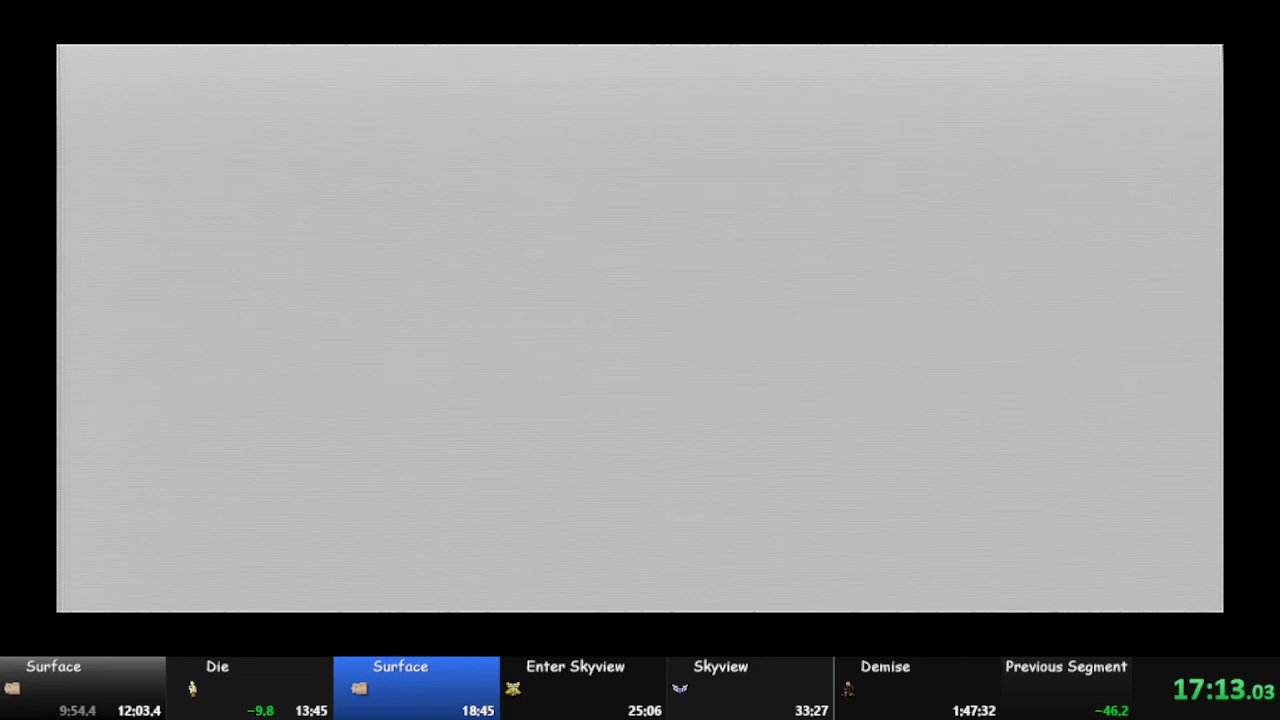 Surface Die Surface Enter Skyview Skyview Demise Previous Segment
17:13.03
9:54,4 12:03,4 −9,8 13:45 18:45 25:06 33:27 1:47:32 −46,2